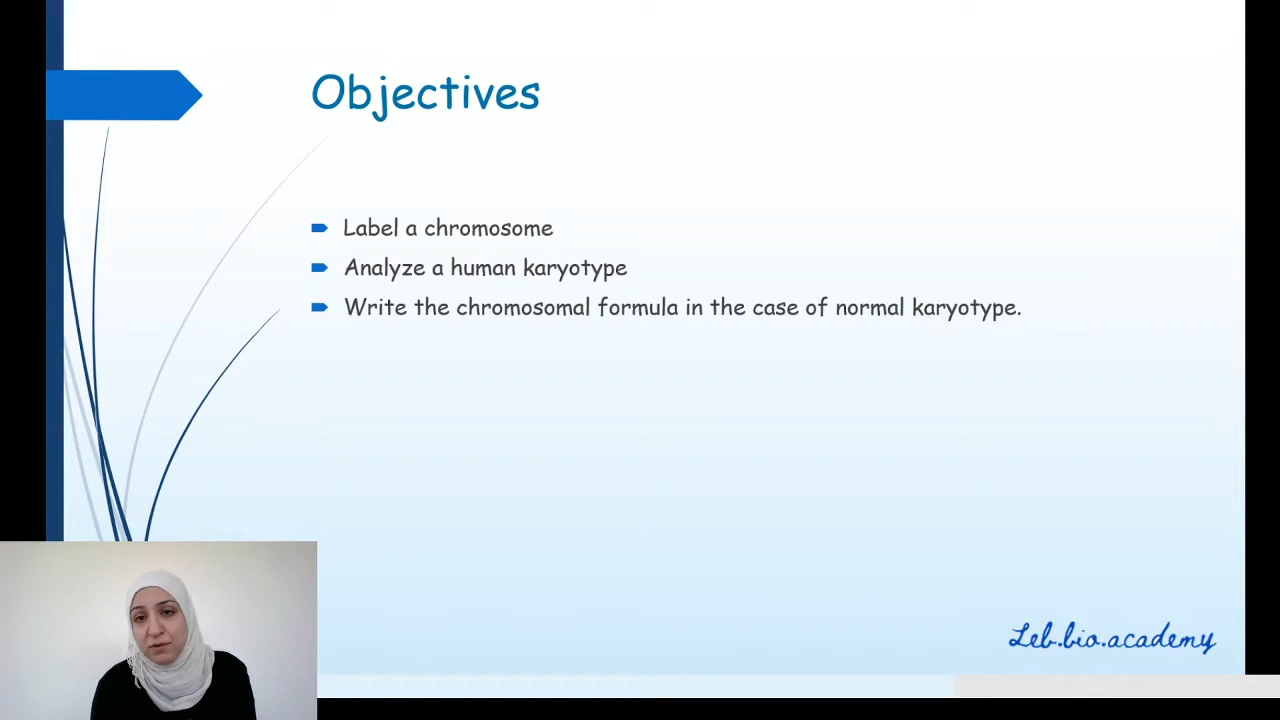 Objectives
Label a chromosome
Analyze a human karyotype
Write the chromosomal formula in the case of normal karyotype.
Leb.bio.academy